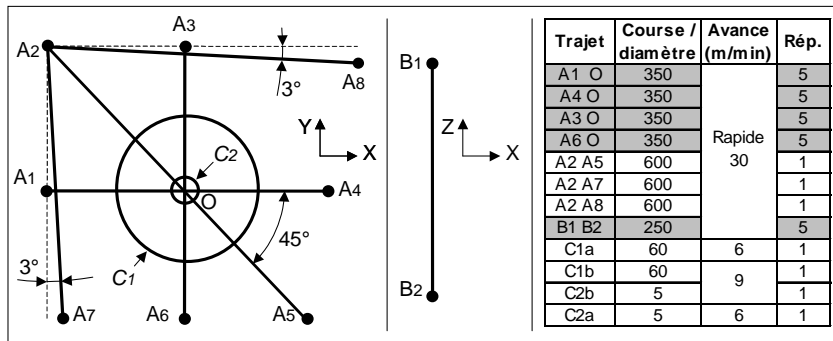 A3
A2
A8
3°
Y
X
C2
A1
A4
O
45°
3°
C1
A7
A6
A5
B1
Z
X
B2
Trajet Course / diamètre Avance (m/min) Rép.
A1 O 350 Rapide 30 5
A4 O 350 5
A3 O 350 5
A6 O 350 5
A2 A5 600 1
A2 A7 600 1
A2 A8 600 1
B1 B2 250 5
C1a 60 6 1
C1b 60 9 1
C2b 5 1
C2a 5 6 1